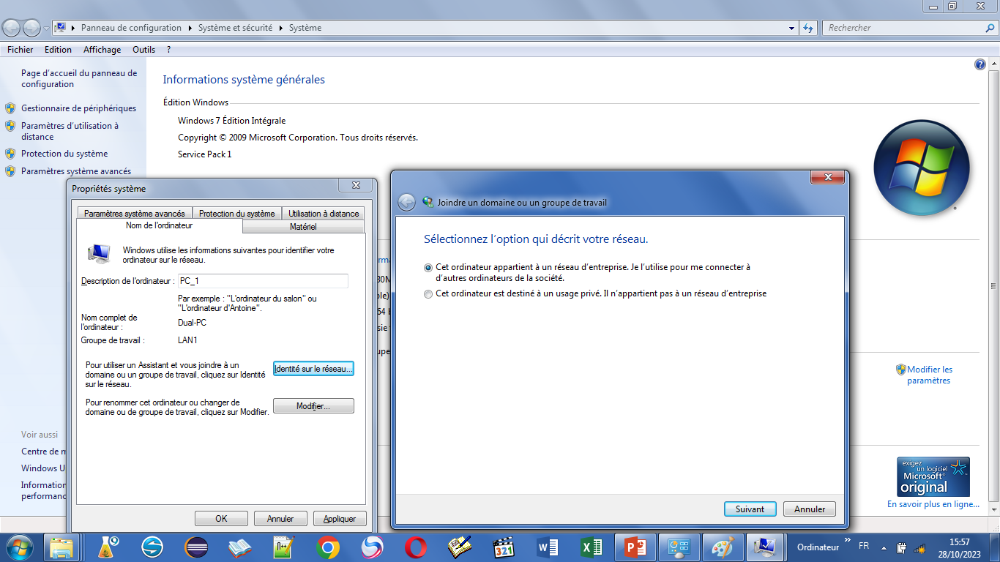 Panneau de configuration
Système et sécurité
Système
Rechercher
Fichier
Edition
Affichage
Outils
?
Page d'accueil du panneau de
configuration
Gestionnaire de périphériques
Paramètres d'utilisation à
distance
Protection du système
Paramètres système avancés
Informations système générales
Édition Windows
Windows 7 Édition Intégrale
Copyright © 2009 Microsoft Corporation. Tous droits réservés.
Service Pack 1
Propriétés système
Paramètres système avancés
Protection du système
Utilisation à distance
Nom de l'ordinateur
Matériel
Windows utilise les informations suivantes pour identifier votre
ordinateur sur le réseau.
Description de l'ordinateur :
PC_1
Par exemple : "L'ordinateur du salon" ou
"L'ordinateur d'Antoine".
Nom complet de
l'ordinateur :
Dual-PC
Groupe de travail :
LAN1
Pour utiliser un Assistant et vous joindre à un
domaine ou un groupe de travail, cliquez sur Identité
sur le réseau.
Identité sur le réseau...
Pour renommer cet ordinateur ou changer de
domaine ou de groupe de travail, cliquez sur Modifier.
Modifier...
OK
Annuler
Appliquer
Joindre un domaine ou un groupe de travail
Sélectionnez l'option qui décrit votre réseau.
Cet ordinateur appartient à un réseau d'entreprise. Je l'utilise pour me connecter à
d'autres ordinateurs de la société.
Cet ordinateur est destiné à un usage privé. Il n'appartient pas à un réseau d'entreprise
Suivant
Annuler
Modifier les
paramètres
Voir aussi
Centre de m
Windows U
Information
performanc
exigez
un logiciel
Microsoft®
original
En savoir plus en ligne...
Ordinateur
FR
15:57
28/10/2023